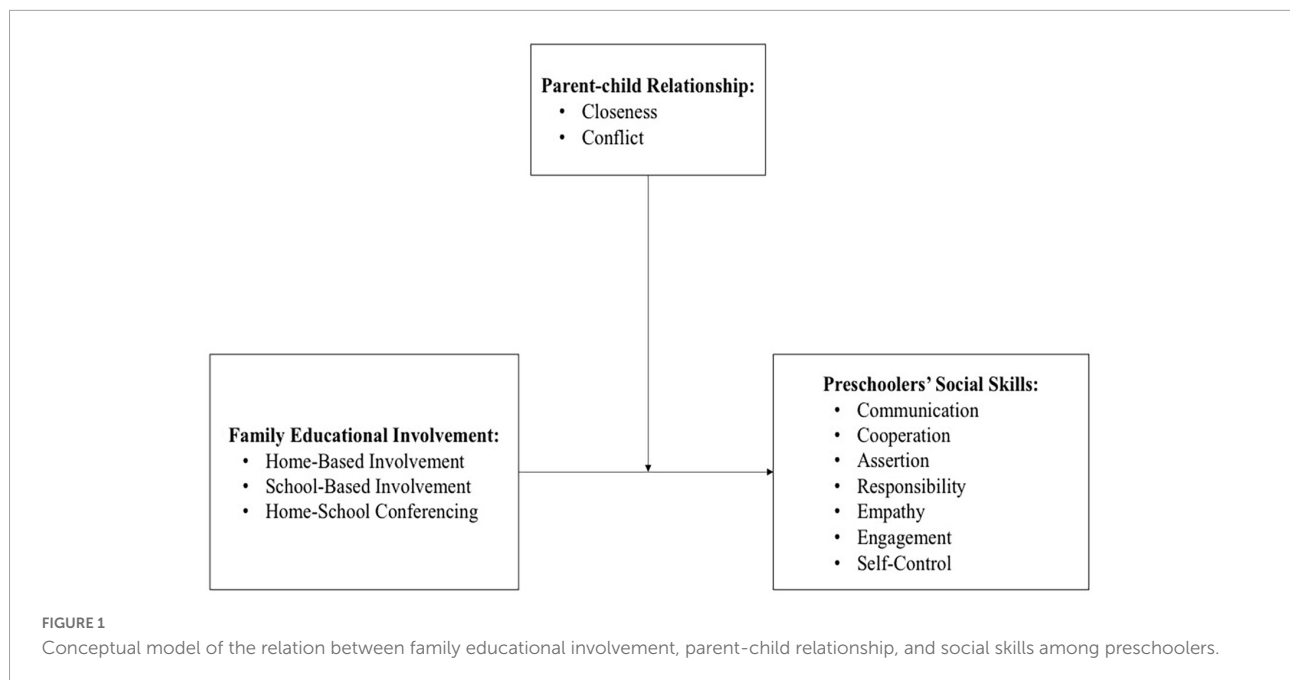 Parent-child Relationship:
• Closeness
• Conflict
Family Educational Involvement:
• Home-Based Involvement
• School-Based Involvement
• Home-School Conferencing
Preschoolers' Social Skills:
• Communication
• Cooperation
• Assertion
• Responsibility
• Empathy
• Engagement
• Self-Control
FIGURE 1
Conceptual model of the relation between family educational involvement, parent-child relationship, and social skills among preschoolers.